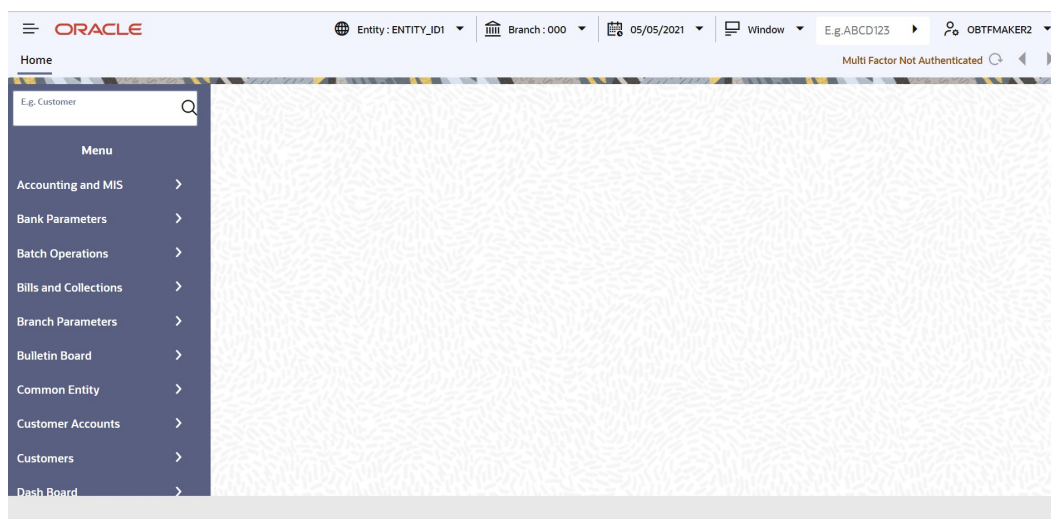 ORACLE
Entity : ENTITY_ID1
Branch : 000
05/05/2021
Window
E.g.ABCD123
OBTFMAKER2
Home
Multi Factor Not Authenticated
E.g. Customer
Menu
Accounting and MIS
Bank Parameters
Batch Operations
Bills and Collections
Branch Parameters
Bulletin Board
Common Entity
Customer Accounts
Customers
Dash Board